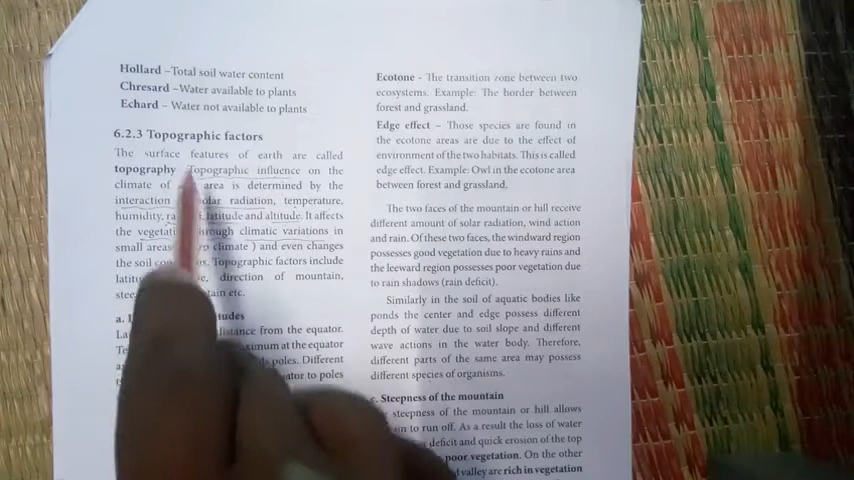 Hollard –Total soil water content
Chresard –Water available to plants
Echard – Water not available to plants
6.2.3 Topographic factors
The surface features of earth are called
topography Topographic influence on the
climate of area is determined by the
interaction solar radiation, temperature,
humidity, latitude and altitude. It affects
the vegetation through climatic variations in
small areas climate ) and even changes
the soil Topographic factors include
direction of mountain,
etc.
a.
distance from the equator.
maximum at the equator
poles. Different
to poles
Ecotone - The transition zone between two
ecosystems. Example: The border between
forest and grassland.
Edge effect – Those species are found in
the ecotone areas are due to the effect of
environment of the two habitats. This is called
edge effect. Example: Owl in the ecotone area
between forest and grassland.
The two faces of the mountain or hill receive
different amount of solar radiation, wind action
and rain. Of these two faces, the windward region
possesses good vegetation due to heavy rains and
the leeward region possesses poor vegetation due
to rain shadows (rain deficit).
Similarly in the soil of aquatic bodies like
ponds the center and edge possess different
depth of water due to soil slope and different
wave actions in the water body. Therefore,
different parts of the same area may possess
different species of organisms.
c. Steepness of the mountain
steepness of the mountain or hill allows
to run off. As a result the loss of water
deficit and quick erosion of the top
poor vegetation. On the other
valley are rich in vegetation